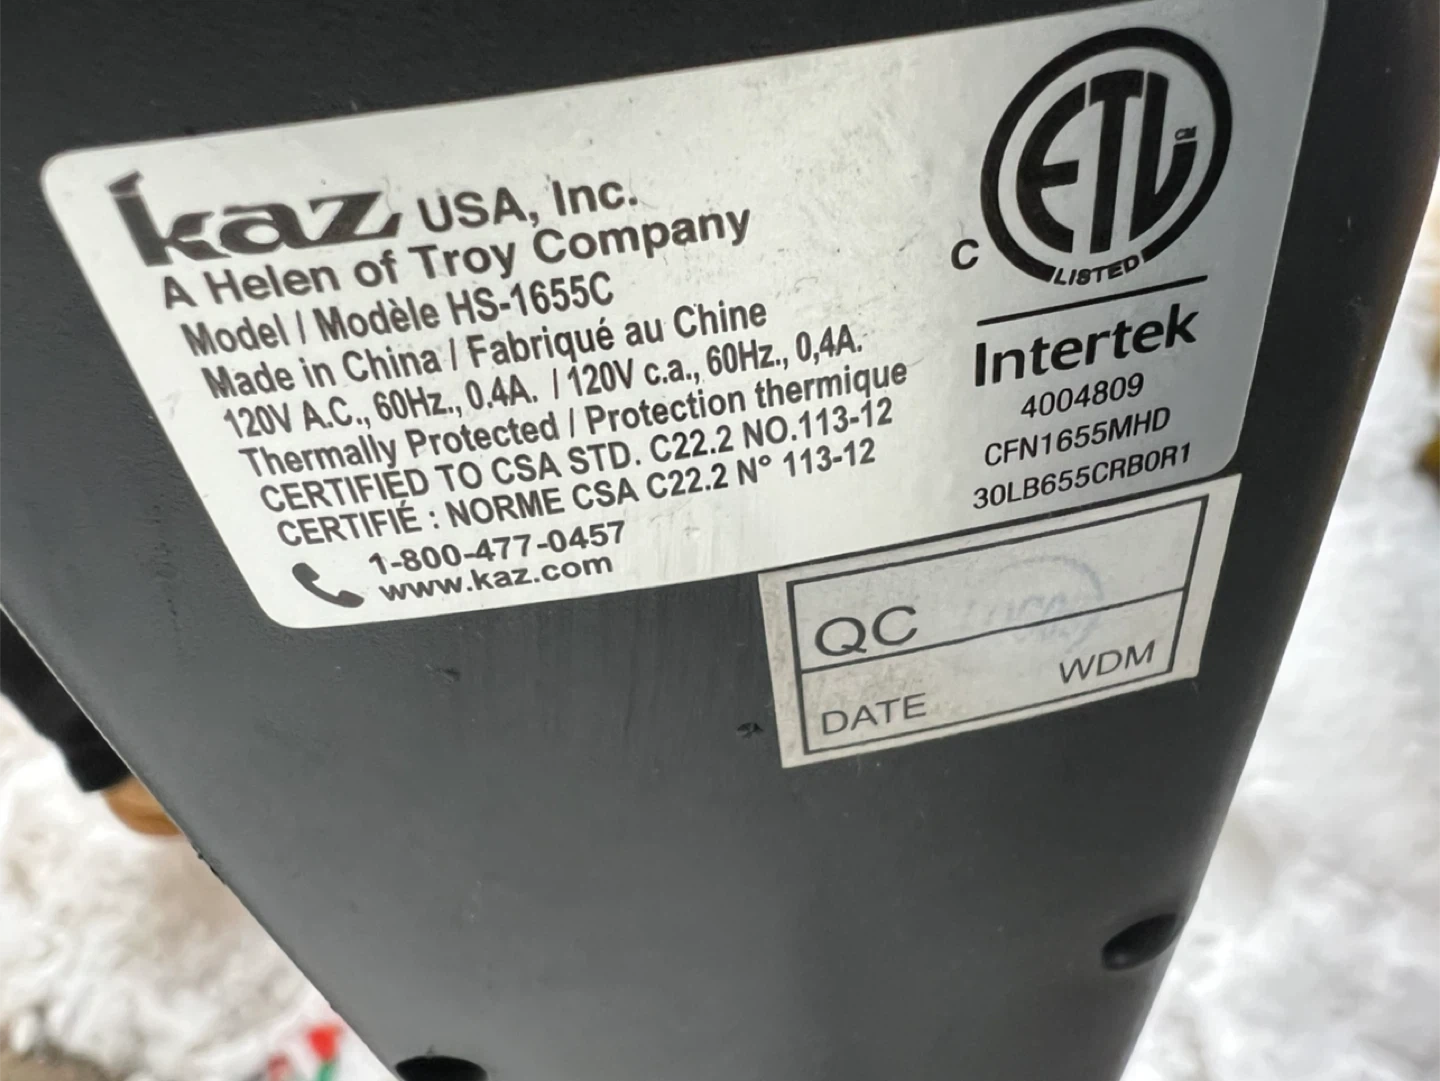 kaz USA, Inc.
A Helen of Troy Company
Model / Modèle HS-1655C
Made in China / Fabriqué au Chine
120V A.C., 60Hz., 0.4A. / 120V c.a., 60Hz., 0,4A.
Thermally Protected / Protection thermique
CERTIFIED TO CSA STD. C22.2 NO.113-12
CERTIFIÉ : NORME CSA C22.2 N° 113-12
1-800-477-0457
www.kaz.com
ETL CM
C
LISTED
Intertek
4004809
CFN1655MHD
30LB655CRB0R1
QC
WDM
DATE